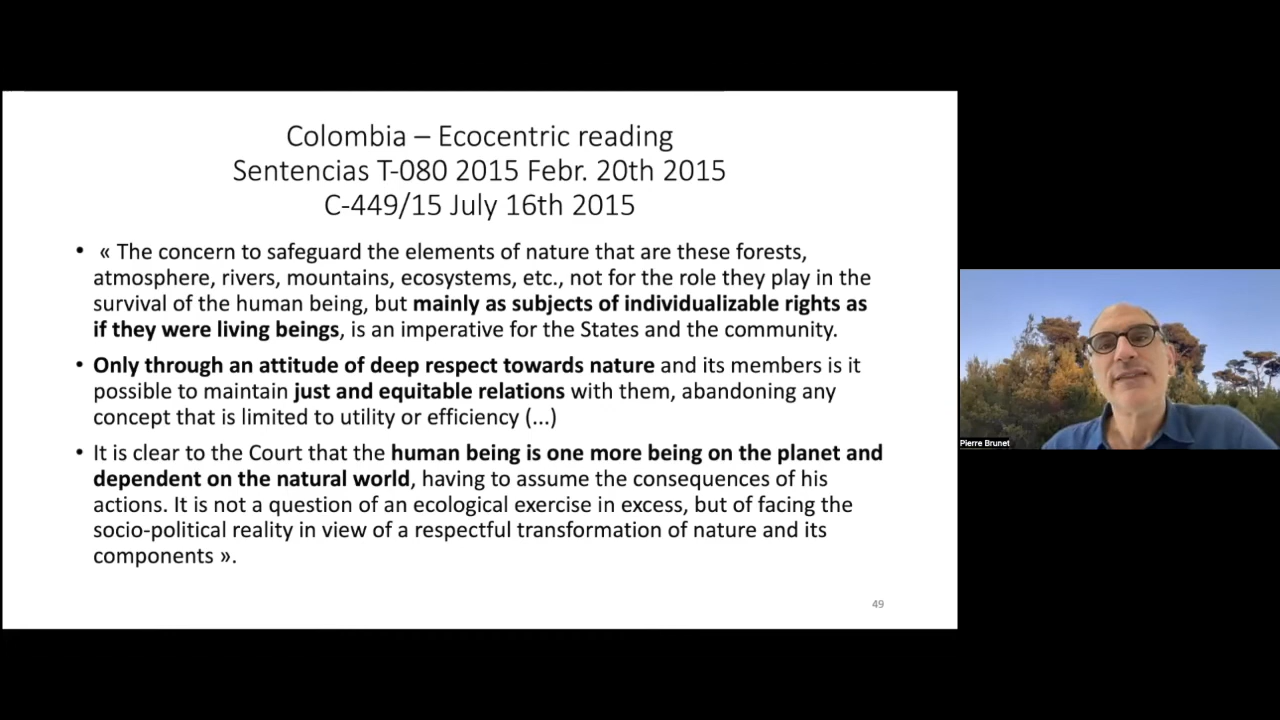 Colombia – Ecocentric reading
Sentencias T-080 2015 Febr. 20th 2015
C-449/15 July 16th 2015
• « The concern to safeguard the elements of nature that are these forests,
atmosphere, rivers, mountains, ecosystems, etc., not for the role they play in the
survival of the human being, but mainly as subjects of individualizable rights as
if they were living beings, is an imperative for the States and the community.
• Only through an attitude of deep respect towards nature and its members is it
possible to maintain just and equitable relations with them, abandoning any
concept that is limited to utility or efficiency (...)
• It is clear to the Court that the human being is one more being on the planet and
dependent on the natural world, having to assume the consequences of his
actions. It is not a question of an ecological exercise in excess, but of facing the
socio-political reality in view of a respectful transformation of nature and its
components ».
49
Pierre Brunet